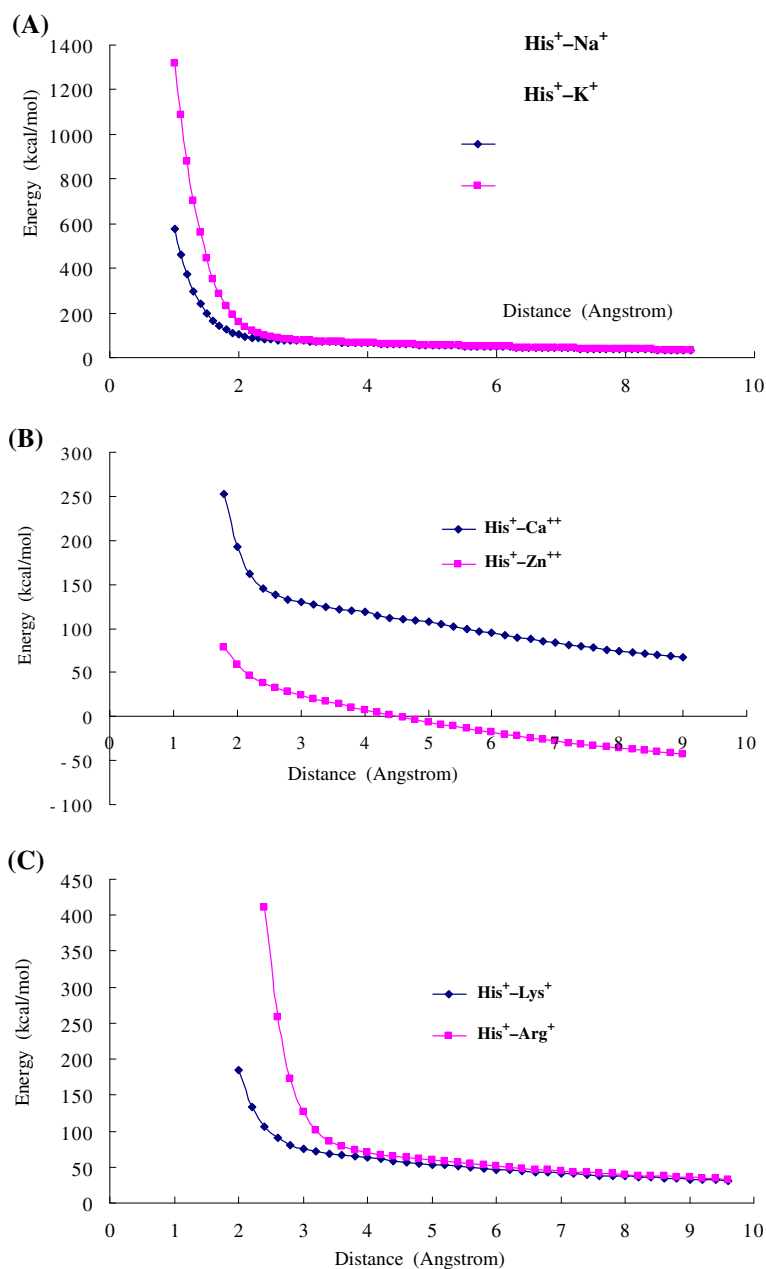 (A)
1400
1200
1000
800
600
400
200
0
Energy (kcal/mol)
His⁺–Na⁺
His⁺–K⁺
Distance (Angstrom)
0 2 4 6 8 10
(B)
300
250
200
150
100
50
0
- 50
- 100
Energy (kcal/mol)
His⁺–Ca⁺⁺
His⁺–Zn⁺⁺
0 1 2 3 4 5 6 7 8 9 10
Distance (Angstrom)
(C)
450
400
350
300
250
200
150
100
50
0
Energy (kcal/mol)
His⁺–Lys⁺
His⁺–Arg⁺
0 1 2 3 4 5 6 7 8 9 10
Distance (Angstrom)